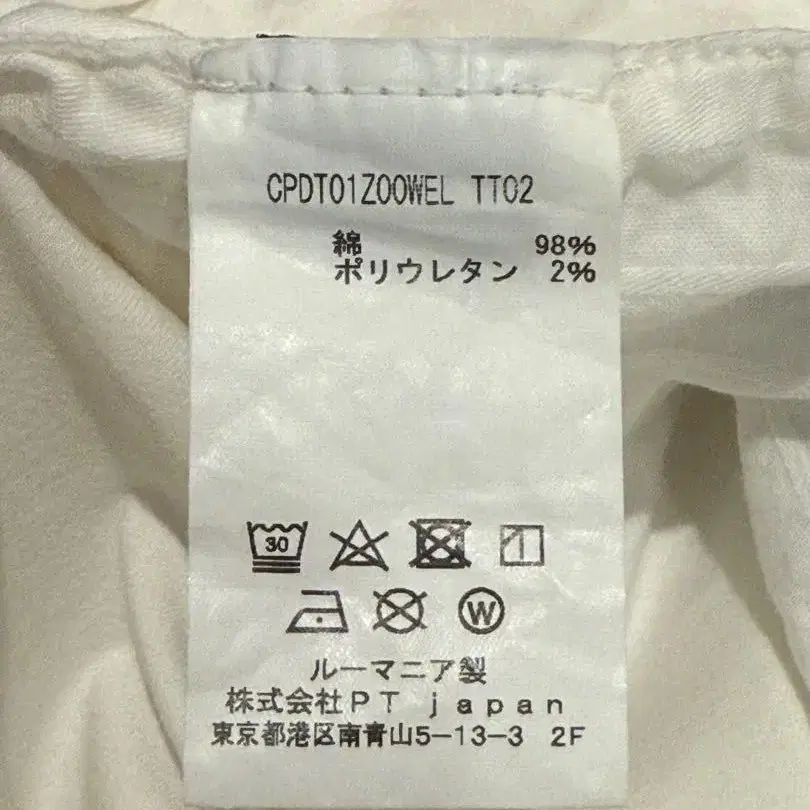 CPDT01Z00WEL TT02
綿 98%
ポリウレタン 2%
30
W
ルーマニア製
株式会社PT japan
東京都港区南青山5-13-3 2F